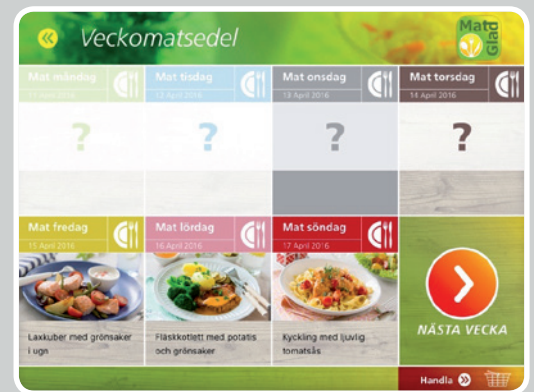 Veckomatsedel
Mat Glad
Mat måndag
11 April 2016
Mat tisdag
12 April 2016
Mat onsdag
13 April 2016
Mat torsdag
14 April 2016
?
?
?
?
Mat fredag
15 April 2016
Mat lördag
16 April 2016
Mat söndag
17 April 2016
Laxkuber med grönsaker
i ugn
Fläskkotlett med potatis
och grönsaker
Kyckling med ljuvlig
tomatsås
NÄSTA VECKA
Handla